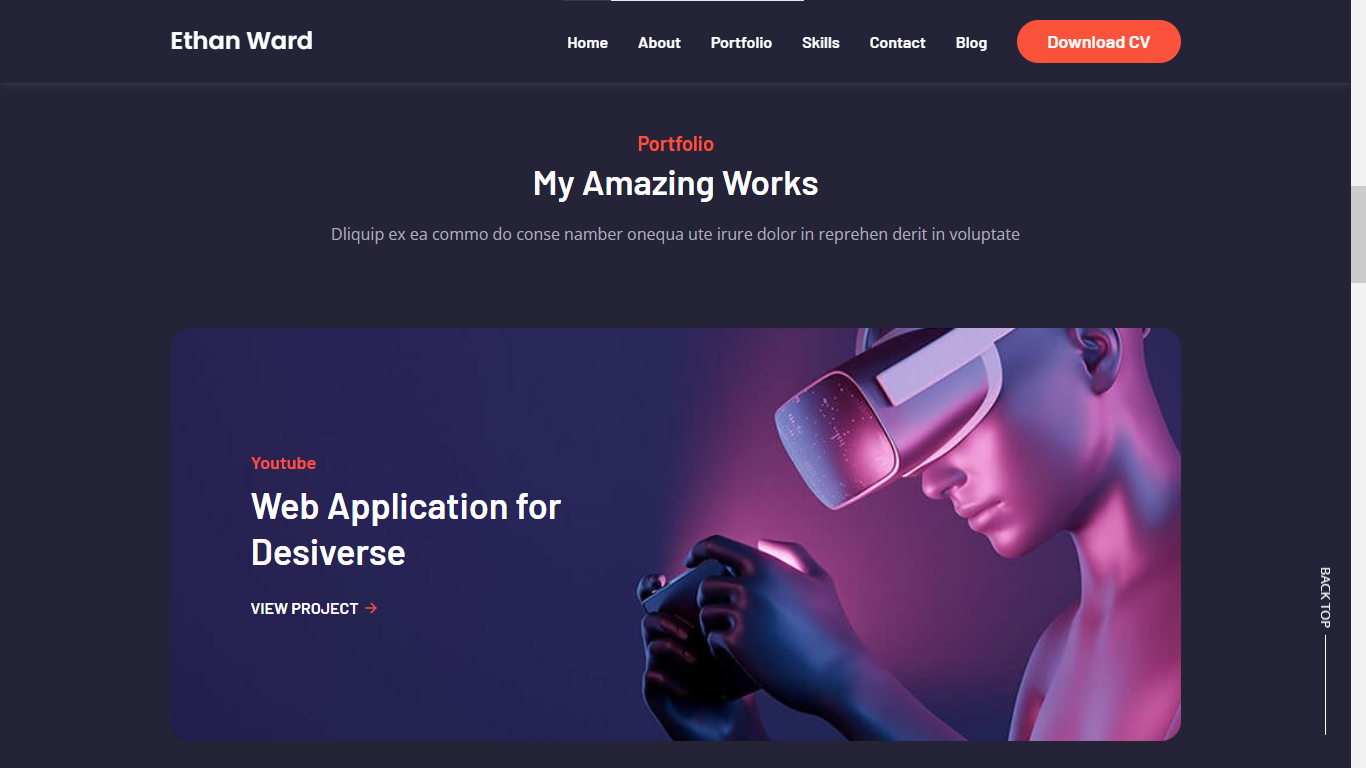 Ethan Ward
Home
About
Portfolio
Skills
Contact
Blog
Download CV
Portfolio
My Amazing Works
Dliquip ex ea commo do conse namber onequa ute irure dolor in reprehen derit in voluptate
Youtube
Web Application for
Desiverse
VIEW PROJECT →
BACK TOP